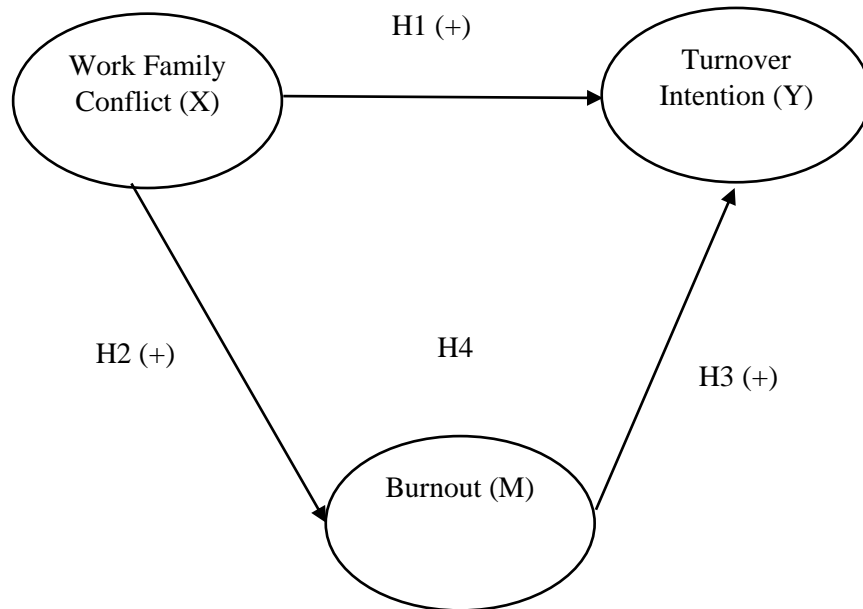 H1 (+)
Work Family
Conflict (X)
Turnover
Intention (Y)
H2 (+)
H4
H3 (+)
Burnout (M)